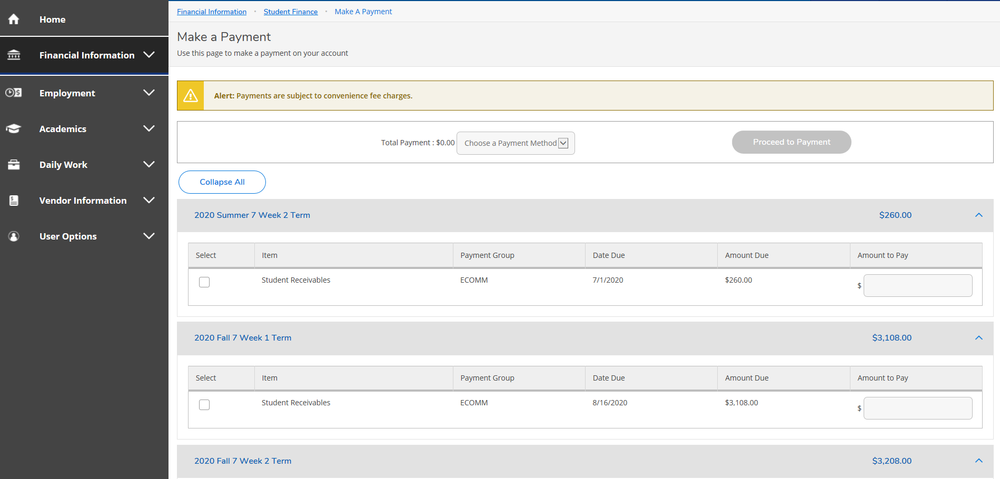 Home
Financial Information
Employment
Academics
Daily Work
Vendor Information
User Options
Financial Information • Student Finance • Make A Payment
Make a Payment
Use this page to make a payment on your account
Alert: Payments are subject to convenience fee charges.
Total Payment : $0.00 Choose a Payment Method Proceed to Payment
Collapse All
2020 Summer 7 Week 2 Term $260.00
Select Item Payment Group Date Due Amount Due Amount to Pay
Student Receivables ECOMM 7/1/2020 $260.00 $
2020 Fall 7 Week 1 Term $3,108.00
Select Item Payment Group Date Due Amount Due Amount to Pay
Student Receivables ECOMM 8/16/2020 $3,108.00 $
2020 Fall 7 Week 2 Term $3,208.00